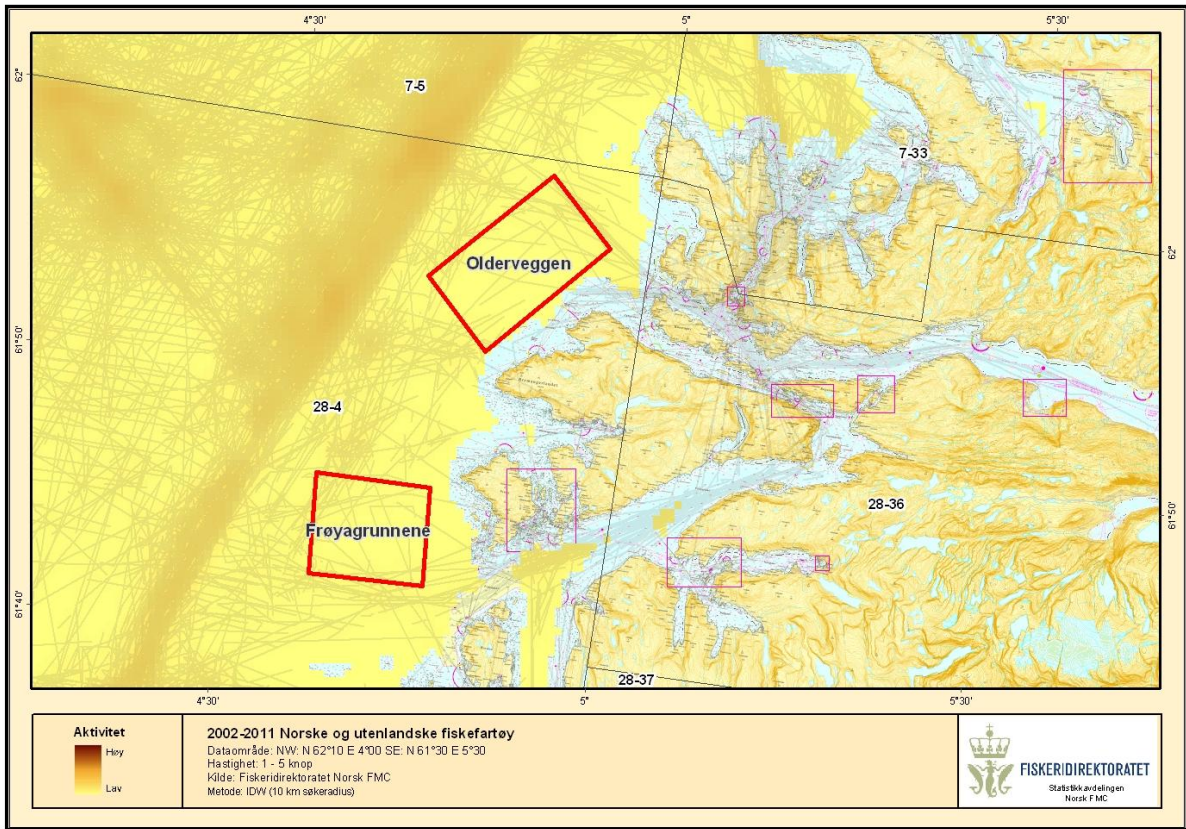 4°30'
5°
5°30'
62°
7-5
7-33
Olderveggen
62°
61°50'
28-4
28-36
61°50'
Frøyagrunnene
61°40'
28-37
4°30'
5°
5°30'
Aktivitet
Høy
Lav
2002-2011 Norske og utenlandske fiskefartøy
Dataområde: NW: N 62°10 E 4°00 SE: N 61°30 E 5°30
Hastighet: 1 - 5 knop
Kilde: Fiskeridirektoratet Norsk FMC
Metode: IDW (10 km søkeradius)
FISKERIDIREKTORATET
Statistikkavdelingen
Norsk FMC